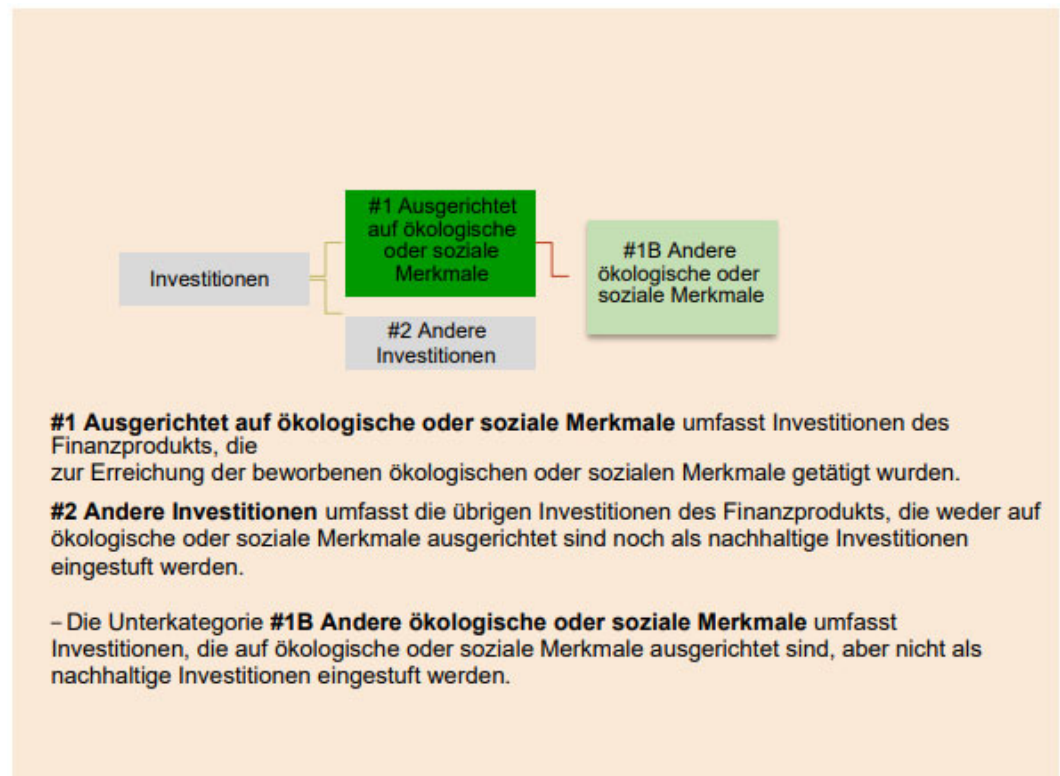 #1 Ausgerichtet
auf ökologische
oder soziale
Merkmale
#1B Andere
ökologische oder
soziale Merkmale
Investitionen
#2 Andere
Investitionen
#1 Ausgerichtet auf ökologische oder soziale Merkmale umfasst Investitionen des
Finanzprodukts, die
zur Erreichung der beworbenen ökologischen oder sozialen Merkmale getätigt wurden.
#2 Andere Investitionen umfasst die übrigen Investitionen des Finanzprodukts, die weder auf
ökologische oder soziale Merkmale ausgerichtet sind noch als nachhaltige Investitionen
eingestuft werden.
– Die Unterkategorie #1B Andere ökologische oder soziale Merkmale umfasst
Investitionen, die auf ökologische oder soziale Merkmale ausgerichtet sind, aber nicht als
nachhaltige Investitionen eingestuft werden.